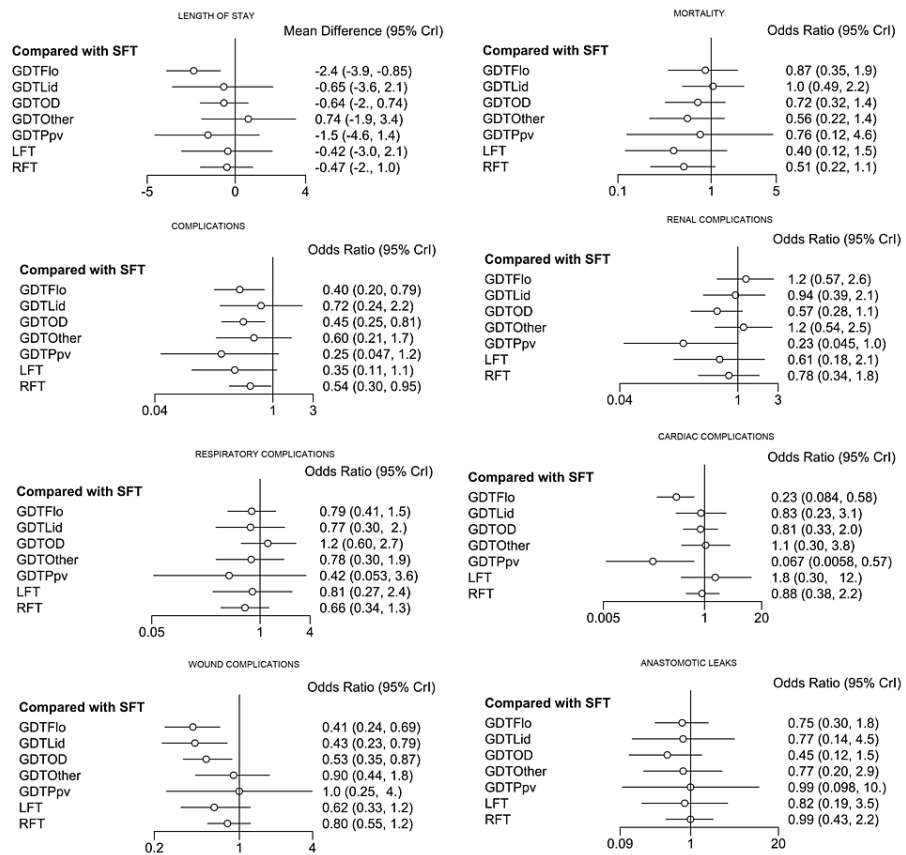 LENGTH OF STAY
Mean Difference (95% CrI)
Compared with SFT
GDTFlo -2.4 (-3.9, -0.85)
GDTLid -0.65 (-3.6, 2.1)
GDTOD -0.64 (-2., 0.74)
GDTOther 0.74 (-1.9, 3.4)
GDTPpv -1.5 (-4.6, 1.4)
LFT -0.42 (-3.0, 2.1)
RFT -0.47 (-2., 1.0)
-5 0 4
MORTALITY
Odds Ratio (95% CrI)
Compared with SFT
GDTFlo 0.87 (0.35, 1.9)
GDTLid 1.0 (0.49, 2.2)
GDTOD 0.72 (0.32, 1.4)
GDTOther 0.56 (0.22, 1.4)
GDTPpv 0.76 (0.12, 4.6)
LFT 0.40 (0.12, 1.5)
RFT 0.51 (0.22, 1.1)
0.1 1 5
COMPLICATIONS
Odds Ratio (95% CrI)
Compared with SFT
GDTFlo 0.40 (0.20, 0.79)
GDTLid 0.72 (0.24, 2.2)
GDTOD 0.45 (0.25, 0.81)
GDTOther 0.60 (0.21, 1.7)
GDTPpv 0.25 (0.047, 1.2)
LFT 0.35 (0.11, 1.1)
RFT 0.54 (0.30, 0.95)
0.04 1 3
RENAL COMPLICATIONS
Odds Ratio (95% CrI)
Compared with SFT
GDTFlo 1.2 (0.57, 2.6)
GDTLid 0.94 (0.39, 2.1)
GDTOD 0.57 (0.28, 1.1)
GDTOther 1.2 (0.54, 2.5)
GDTPpv 0.23 (0.045, 1.0)
LFT 0.61 (0.18, 2.1)
RFT 0.78 (0.34, 1.8)
0.04 1 3
RESPIRATORY COMPLICATIONS
Odds Ratio (95% CrI)
Compared with SFT
GDTFlo 0.79 (0.41, 1.5)
GDTLid 0.77 (0.30, 2.)
GDTOD 1.2 (0.60, 2.7)
GDTOther 0.78 (0.30, 1.9)
GDTPpv 0.42 (0.053, 3.6)
LFT 0.81 (0.27, 2.4)
RFT 0.66 (0.34, 1.3)
0.05 1 4
CARDIAC COMPLICATIONS
Odds Ratio (95% CrI)
Compared with SFT
GDTFlo 0.23 (0.084, 0.58)
GDTLid 0.83 (0.23, 3.1)
GDTOD 0.81 (0.33, 2.0)
GDTOther 1.1 (0.30, 3.8)
GDTPpv 0.067 (0.0058, 0.57)
LFT 1.8 (0.30, 12.)
RFT 0.88 (0.38, 2.2)
0.005 1 20
WOUND COMPLICATIONS
Odds Ratio (95% CrI)
Compared with SFT
GDTFlo 0.41 (0.24, 0.69)
GDTLid 0.43 (0.23, 0.79)
GDTOD 0.53 (0.35, 0.87)
GDTOther 0.90 (0.44, 1.8)
GDTPpv 1.0 (0.25, 4.)
LFT 0.62 (0.33, 1.2)
RFT 0.80 (0.55, 1.2)
0.2 1 4
ANASTOMOTIC LEAKS
Odds Ratio (95% CrI)
Compared with SFT
GDTFlo 0.75 (0.30, 1.8)
GDTLid 0.77 (0.14, 4.5)
GDTOD 0.45 (0.12, 1.5)
GDTOther 0.77 (0.20, 2.9)
GDTPpv 0.99 (0.098, 10.)
LFT 0.82 (0.19, 3.5)
RFT 0.99 (0.43, 2.2)
0.09 1 20